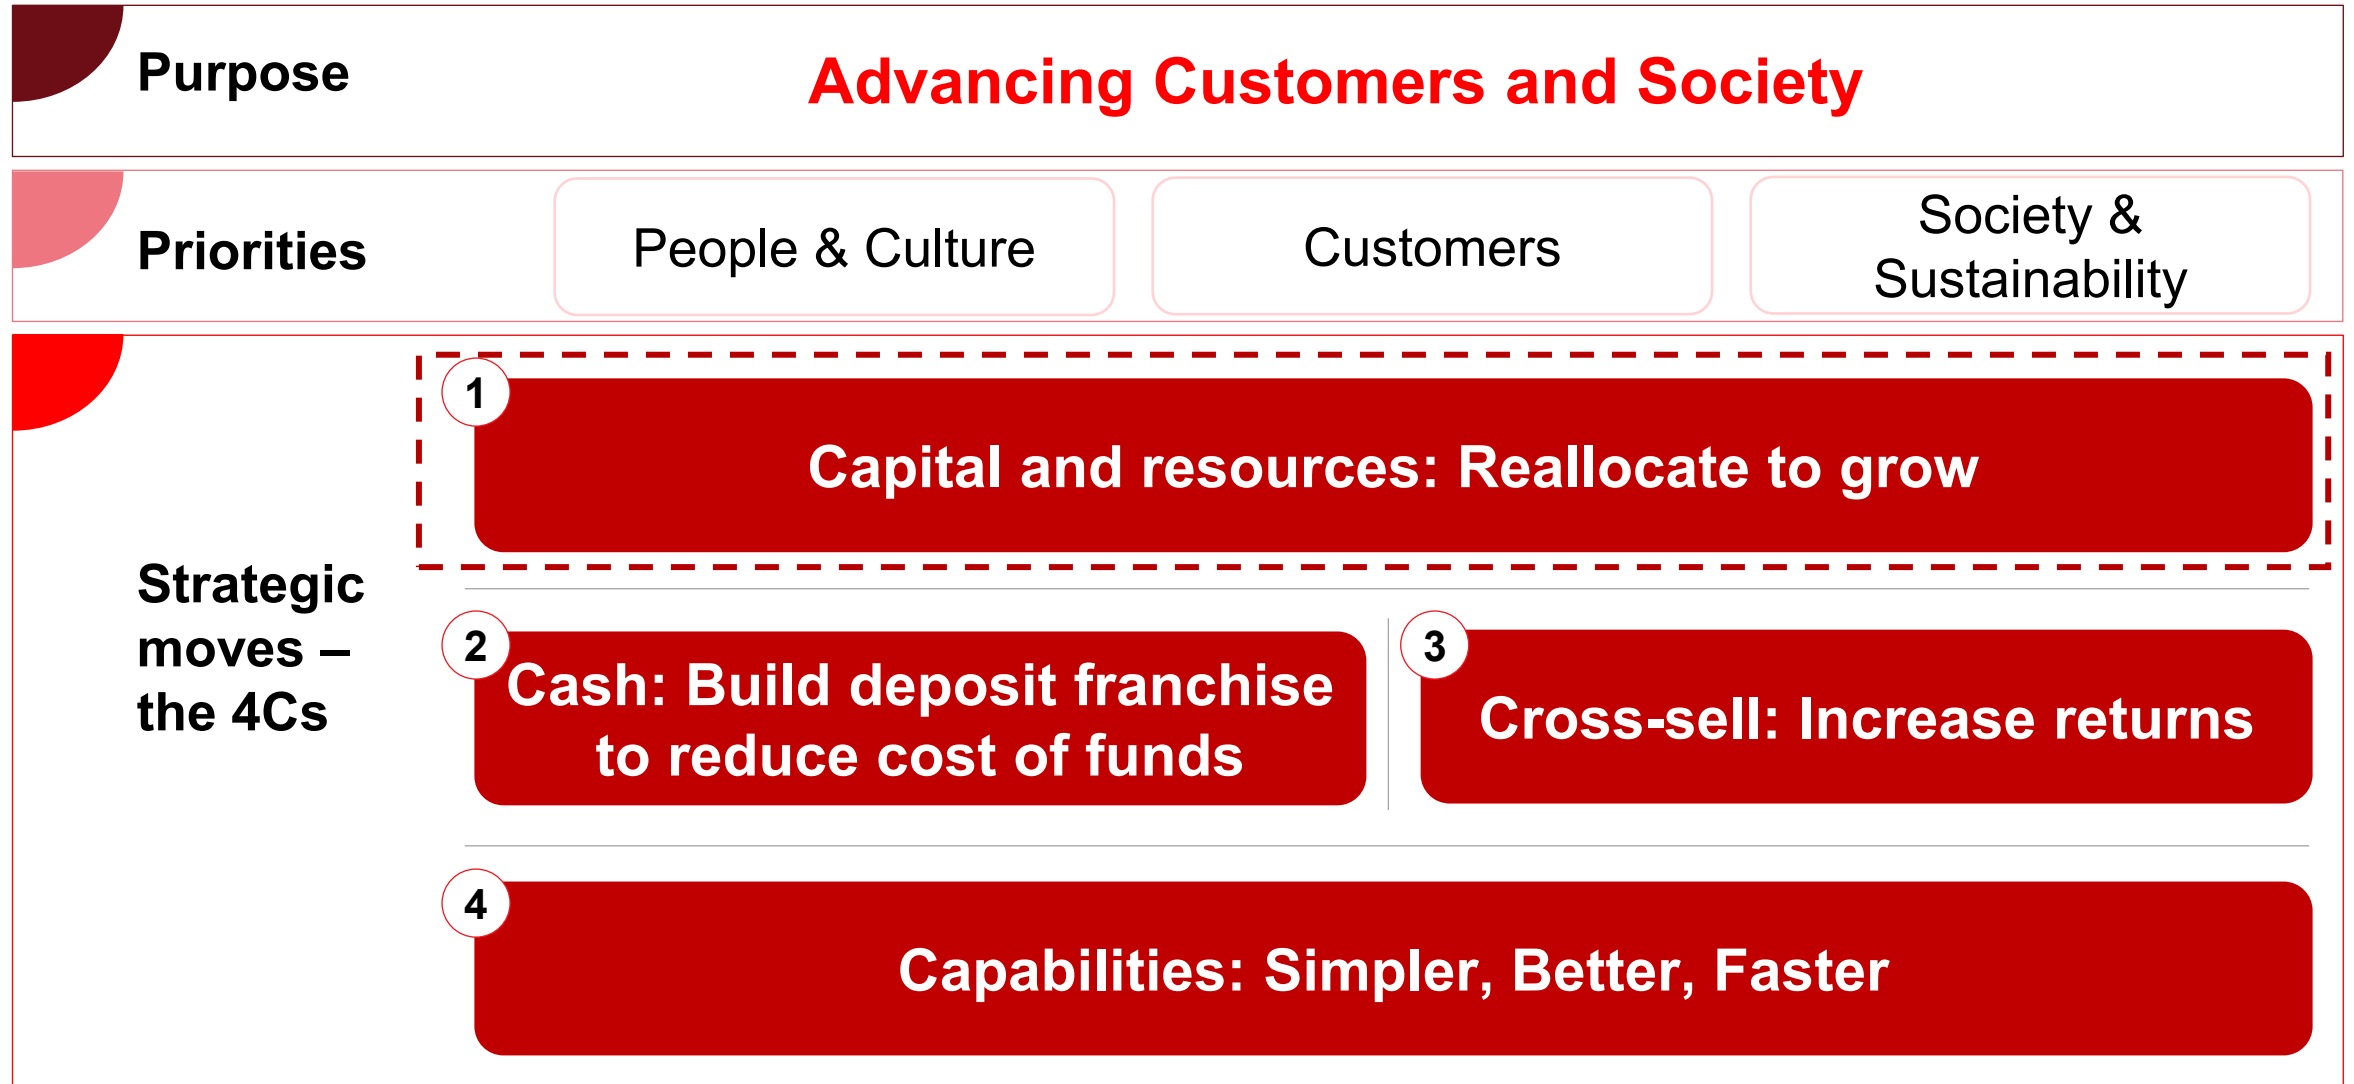 Purpose
Advancing Customers and Society
Priorities
People & Culture
Customers
Society &
Sustainability
Strategic
moves –
the 4Cs
1
Capital and resources: Reallocate to grow
2
Cash: Build deposit franchise
to reduce cost of funds
3
Cross-sell: Increase returns
4
Capabilities: Simpler, Better, Faster